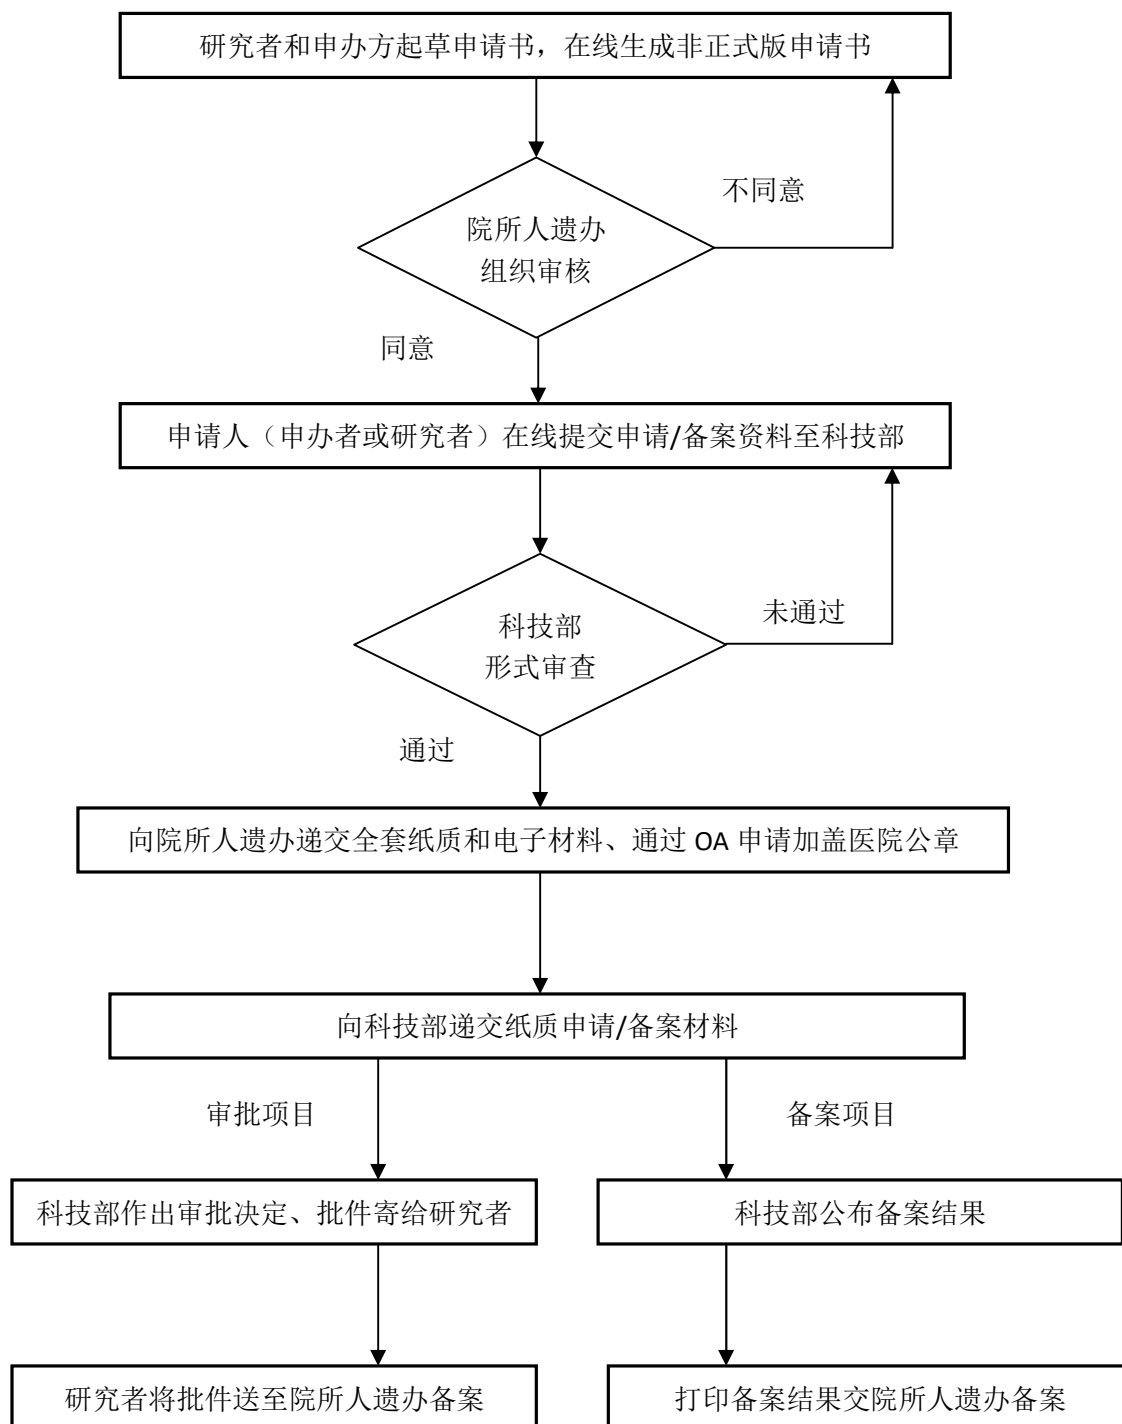 研究者和申办方起草申请书，在线生成非正式版申请书
不同意
院所人遗办
组织审核
同意
申请人（申办者或研究者）在线提交申请/备案资料至科技部
未通过
科技部
形式审查
通过
向院所人遗办递交全套纸质和电子材料、通过 OA 申请加盖医院公章
向科技部递交纸质申请/备案材料
审批项目
备案项目
科技部作出审批决定、批件寄给研究者
科技部公布备案结果
研究者将批件送至院所人遗办备案
打印备案结果交院所人遗办备案